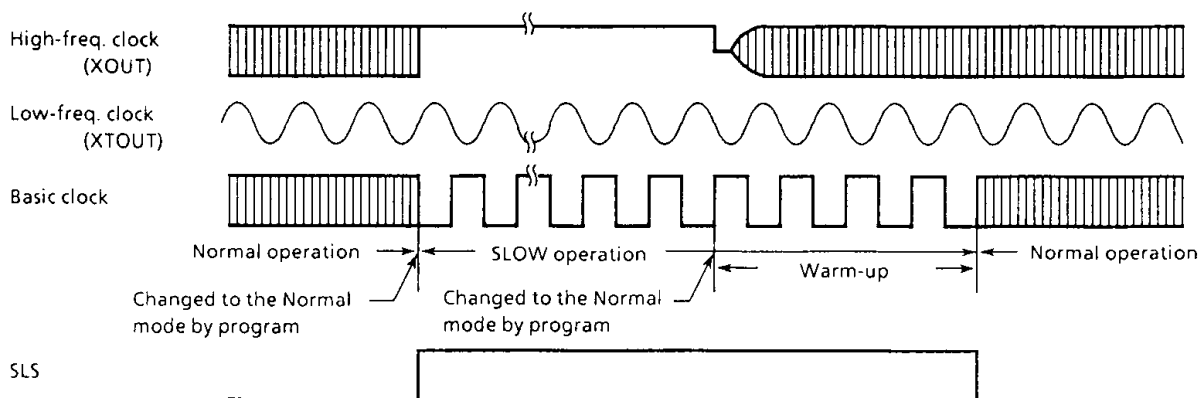 High-freq. clock
(XOUT)
Low-freq. clock
(XTOUT)
Basic clock
Normal operation
SLOW operation
Normal operation
Warm-up
Changed to the Normal
mode by program
Changed to the Normal
mode by program
SLS